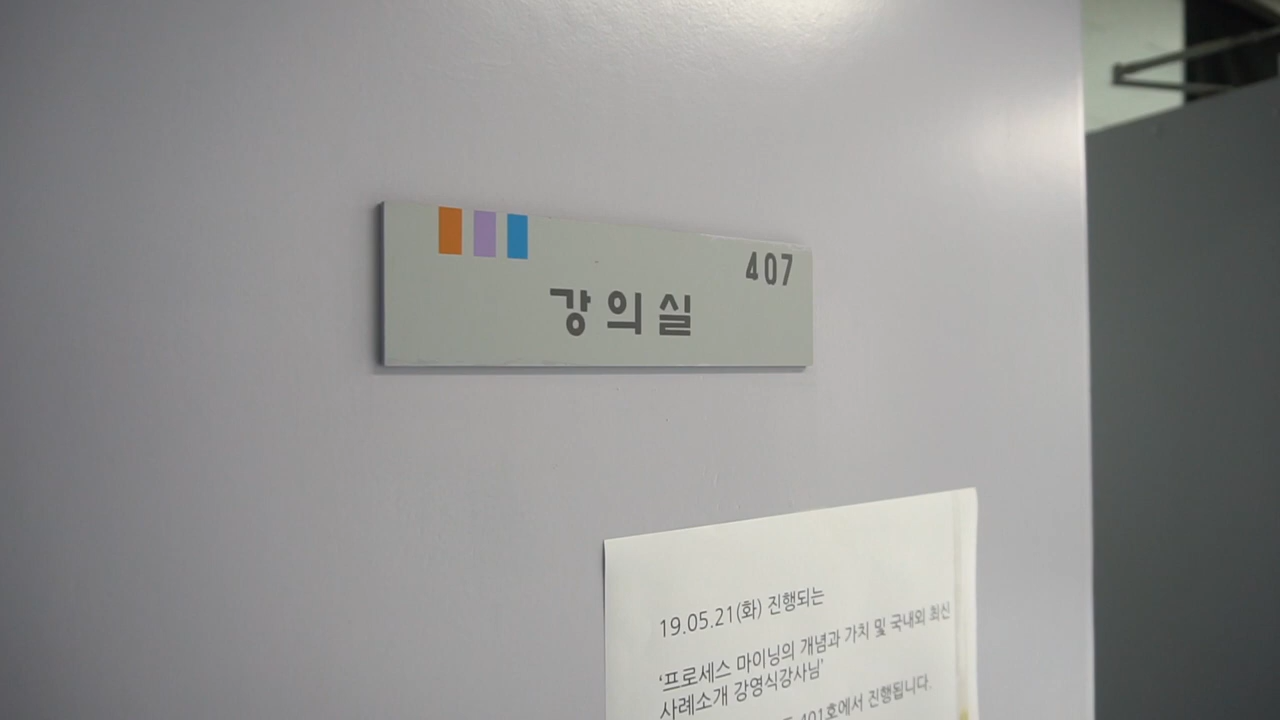 407
강의실
19.05.21(화) 진행되는
'프로세스 마이닝의 개념과 가치 및 국내외 최신
사례소개 강영식강사님'
401호에서 진행됩니다.